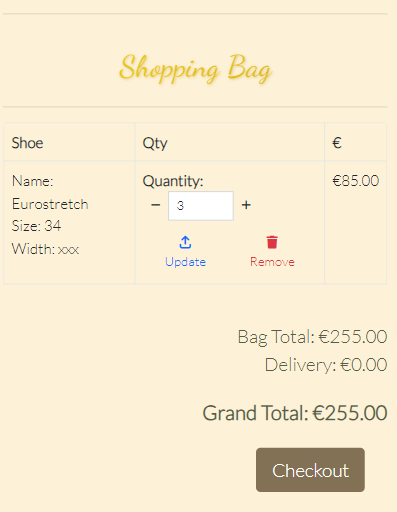 Shopping Bag
Shoe Qty €
Name:
Eurostretch
Size: 34
Width: xxx
Quantity:
− 3 +
Update Remove
€85.00
Bag Total: €255.00
Delivery: €0.00
Grand Total: €255.00
Checkout